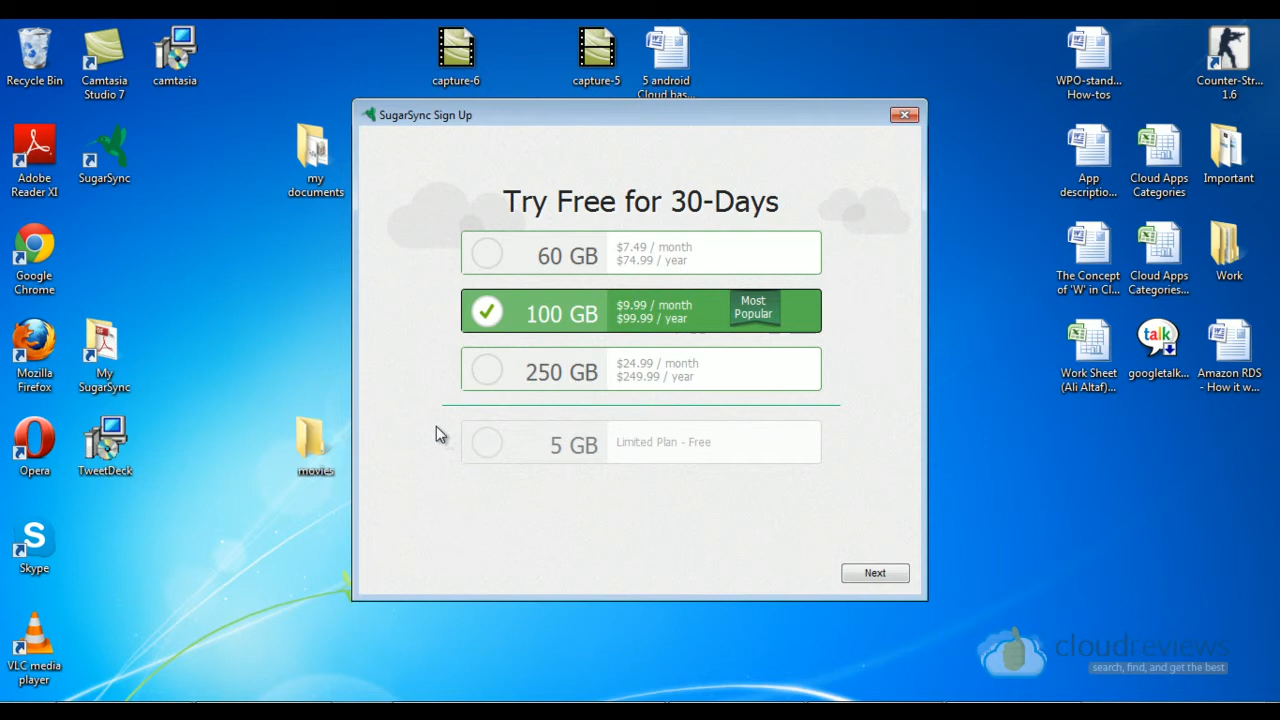 Recycle Bin
Camtasia
Studio 7
camtasia
capture-6
capture-5
5 android
Cloud bas...
WPO-stand...
How-tos
Counter-Str...
1.6
Adobe
Reader XI
SugarSync
my
documents
App
descriptio...
Cloud Apps
Categories
Important
Google
Chrome
The Concept
of 'W' in Cl...
Cloud Apps
Categories...
Work
Mozilla
Firefox
My
SugarSync
Work Sheet
(Ali Altaf)...
talk
googletalk...
Amazon RDS
- How it w...
Opera
TweetDeck
movies
Skype
VLC media
player
SugarSync Sign Up
Try Free for 30-Days
60 GB
$7.49 / month
$74.99 / year
100 GB
$9.99 / month
$99.99 / year
Most
Popular
250 GB
$24.99 / month
$249.99 / year
5 GB
Limited Plan - Free
Next
cloudreviews
search, find, and get the best